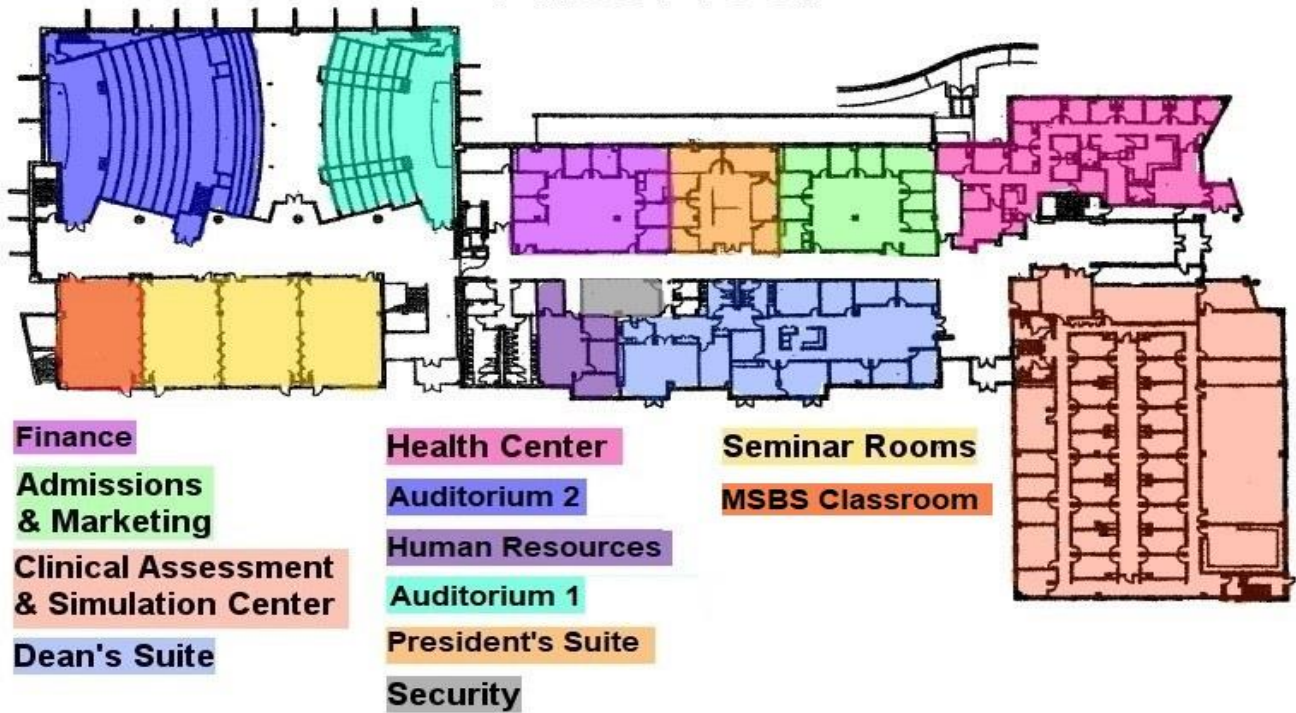 Finance
Admissions
& Marketing
Clinical Assessment
& Simulation Center
Dean's Suite
Health Center
Auditorium 2
Human Resources
Auditorium 1
President's Suite
Security
Seminar Rooms
MSBS Classroom